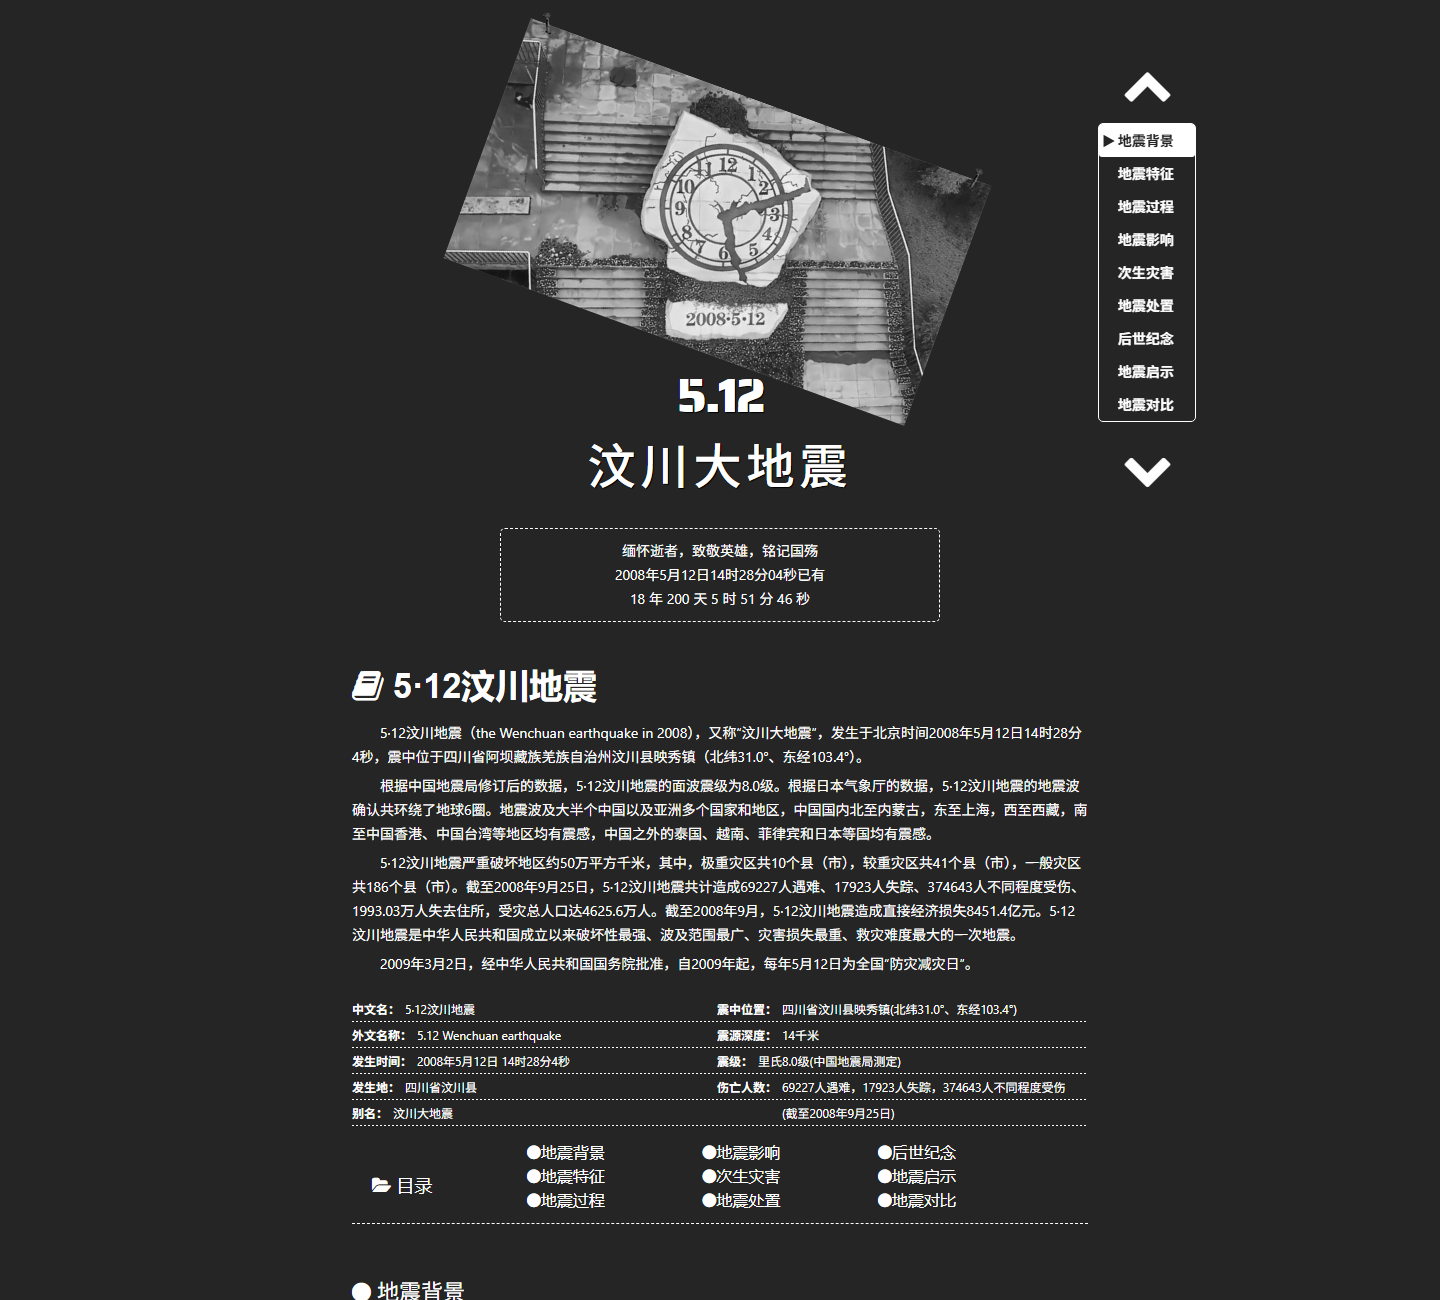 12
1
2
3
4
5
6
7
8
9
10
11
2008·5·12
5.12
汶川大地震
地震背景
地震特征
地震过程
地震影响
次生灾害
地震处置
后世纪念
地震启示
地震对比
缅怀逝者，致敬英雄，铭记国殇
2008年5月12日14时28分04秒已有
18 年 200 天 5 时 51 分 46 秒
5·12汶川地震
5·12汶川地震（the Wenchuan earthquake in 2008），又称“汶川大地震”，发生于北京时间2008年5月12日14时28分
4秒，震中位于四川省阿坝藏族羌族自治州汶川县映秀镇（北纬31.0°、东经103.4°）。
根据中国地震局修订后的数据，5·12汶川地震的面波震级为8.0级。根据日本气象厅的数据，5·12汶川地震的地震波
确认共环绕了地球6圈。地震波及大半个中国以及亚洲多个国家和地区，中国国内北至内蒙古，东至上海，西至西藏，南
至中国香港、中国台湾等地区均有震感，中国之外的泰国、越南、菲律宾和日本等国均有震感。
5·12汶川地震严重破坏地区约50万平方千米，其中，极重灾区共10个县（市），较重灾区共41个县（市），一般灾区
共186个县（市）。截至2008年9月25日，5·12汶川地震共计造成69227人遇难、17923人失踪、374643人不同程度受伤、
1993.03万人失去住所，受灾总人口达4625.6万人。截至2008年9月，5·12汶川地震造成直接经济损失8451.4亿元。5·12
汶川地震是中华人民共和国成立以来破坏性最强、波及范围最广、灾害损失最重、救灾难度最大的一次地震。
2009年3月2日，经中华人民共和国国务院批准，自2009年起，每年5月12日为全国“防灾减灾日”。
中文名： 5·12汶川地震
外文名称： 5.12 Wenchuan earthquake
发生时间： 2008年5月12日 14时28分4秒
发生地： 四川省汶川县
别名： 汶川大地震
震中位置： 四川省汶川县映秀镇(北纬31.0°、东经103.4°)
震源深度： 14千米
震级： 里氏8.0级(中国地震局测定)
伤亡人数： 69227人遇难，17923人失踪，374643人不同程度受伤
(截至2008年9月25日)
目录
●地震背景
●地震特征
●地震过程
●地震影响
●次生灾害
●地震处置
●后世纪念
●地震启示
●地震对比
● 地震背景